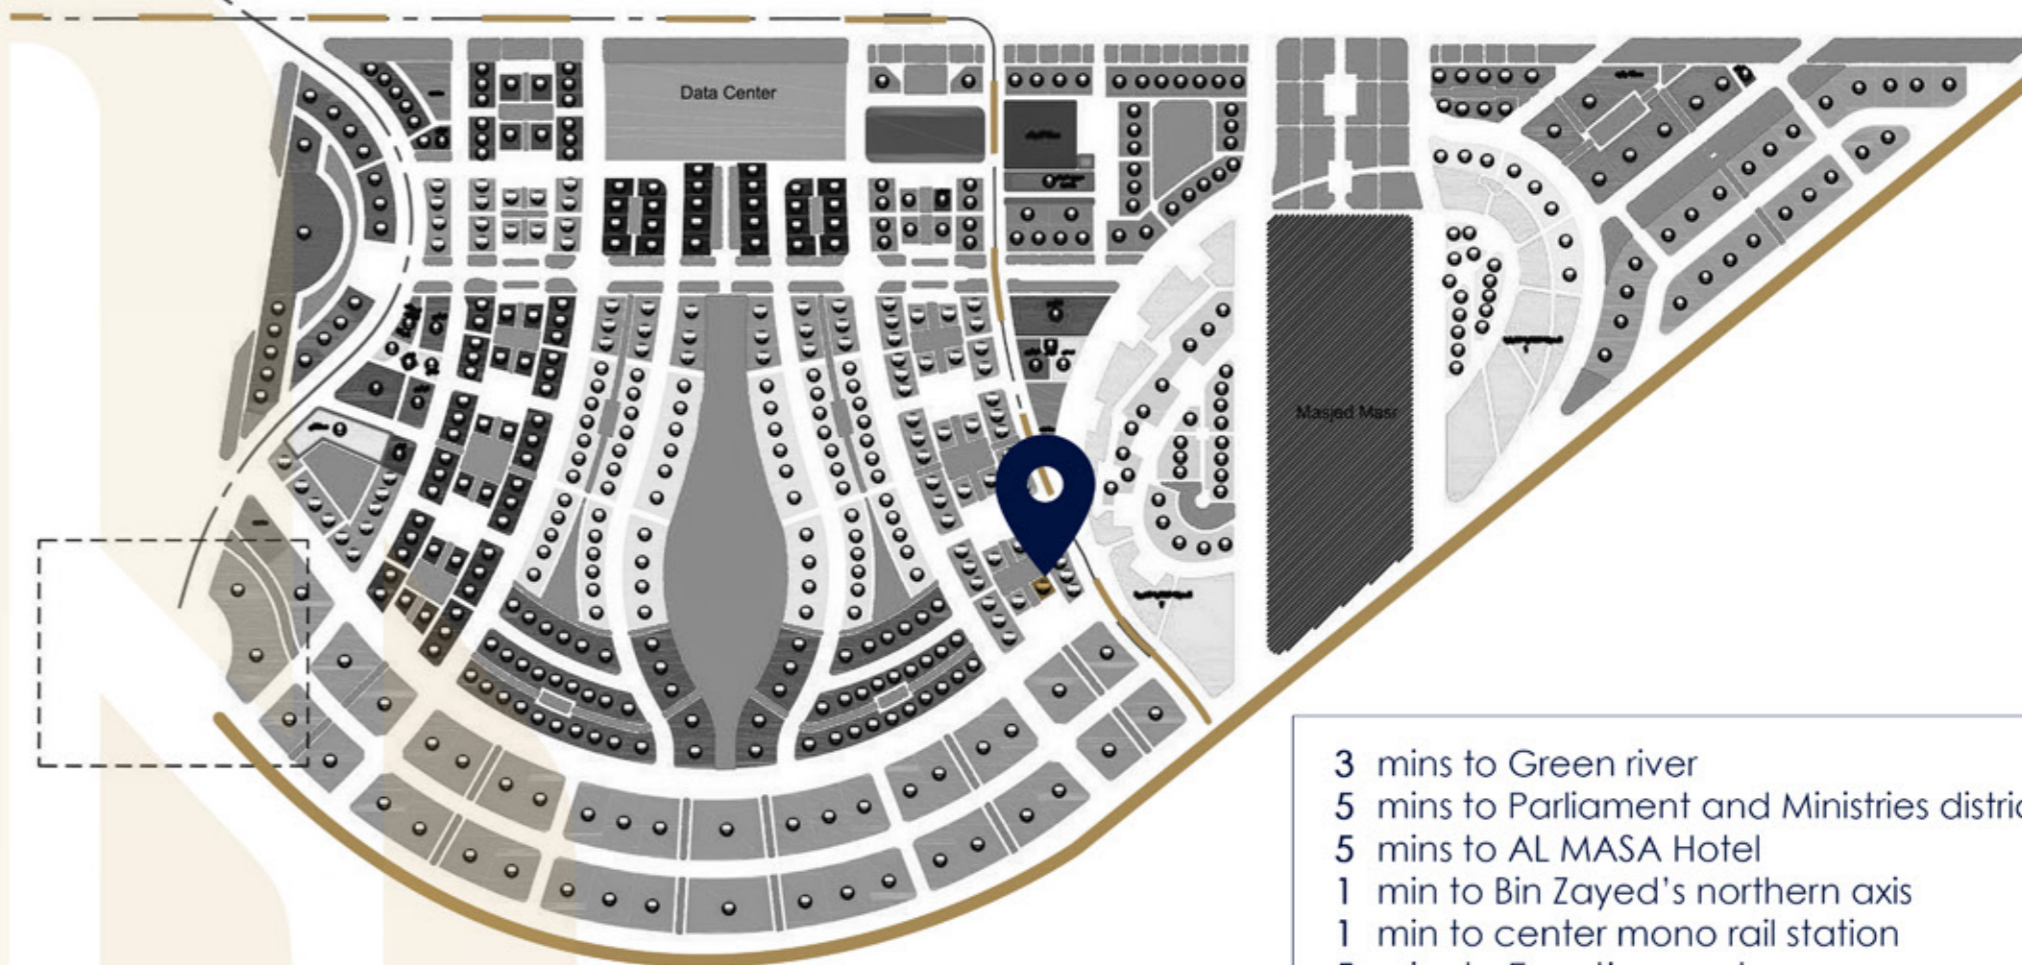 Data Center
Masjed Masr
3 mins to Green river
5 mins to Parliament and Ministries distric
5 mins to AL MASA Hotel
1 min to Bin Zayed's northern axis
1 min to center mono rail station